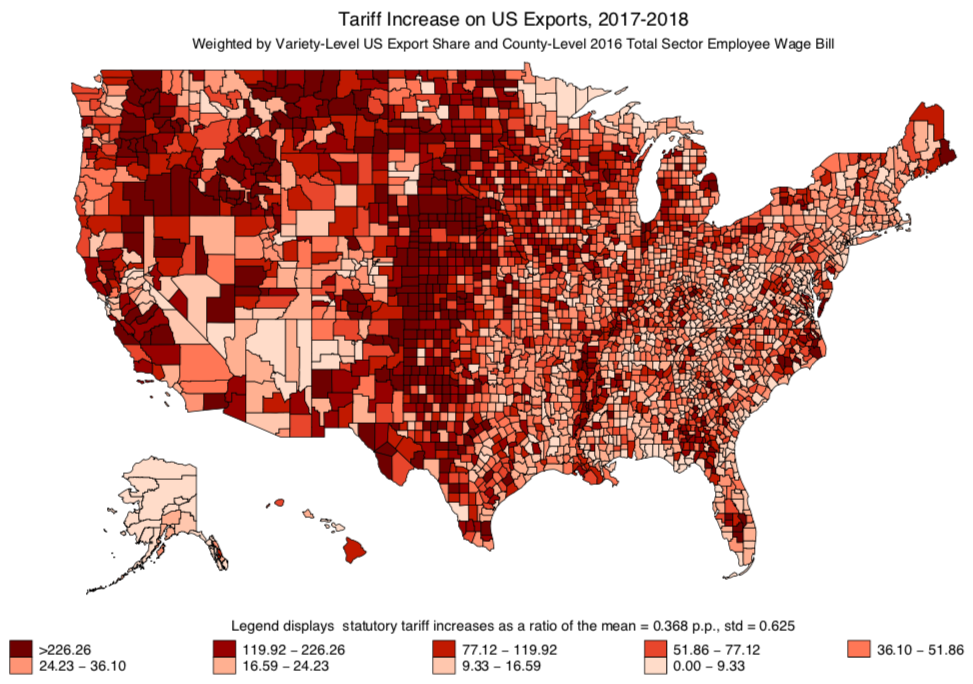 Tariff Increase on US Exports, 2017-2018
Weighted by Variety-Level US Export Share and County-Level 2016 Total Sector Employee Wage Bill
Legend displays statutory tariff increases as a ratio of the mean = 0.368 p.p., std = 0.625
>226.26 119.92 – 226.26 77.12 – 119.92 51.86 – 77.12 36.10 – 51.86
24.23 – 36.10 16.59 – 24.23 9.33 – 16.59 0.00 – 9.33